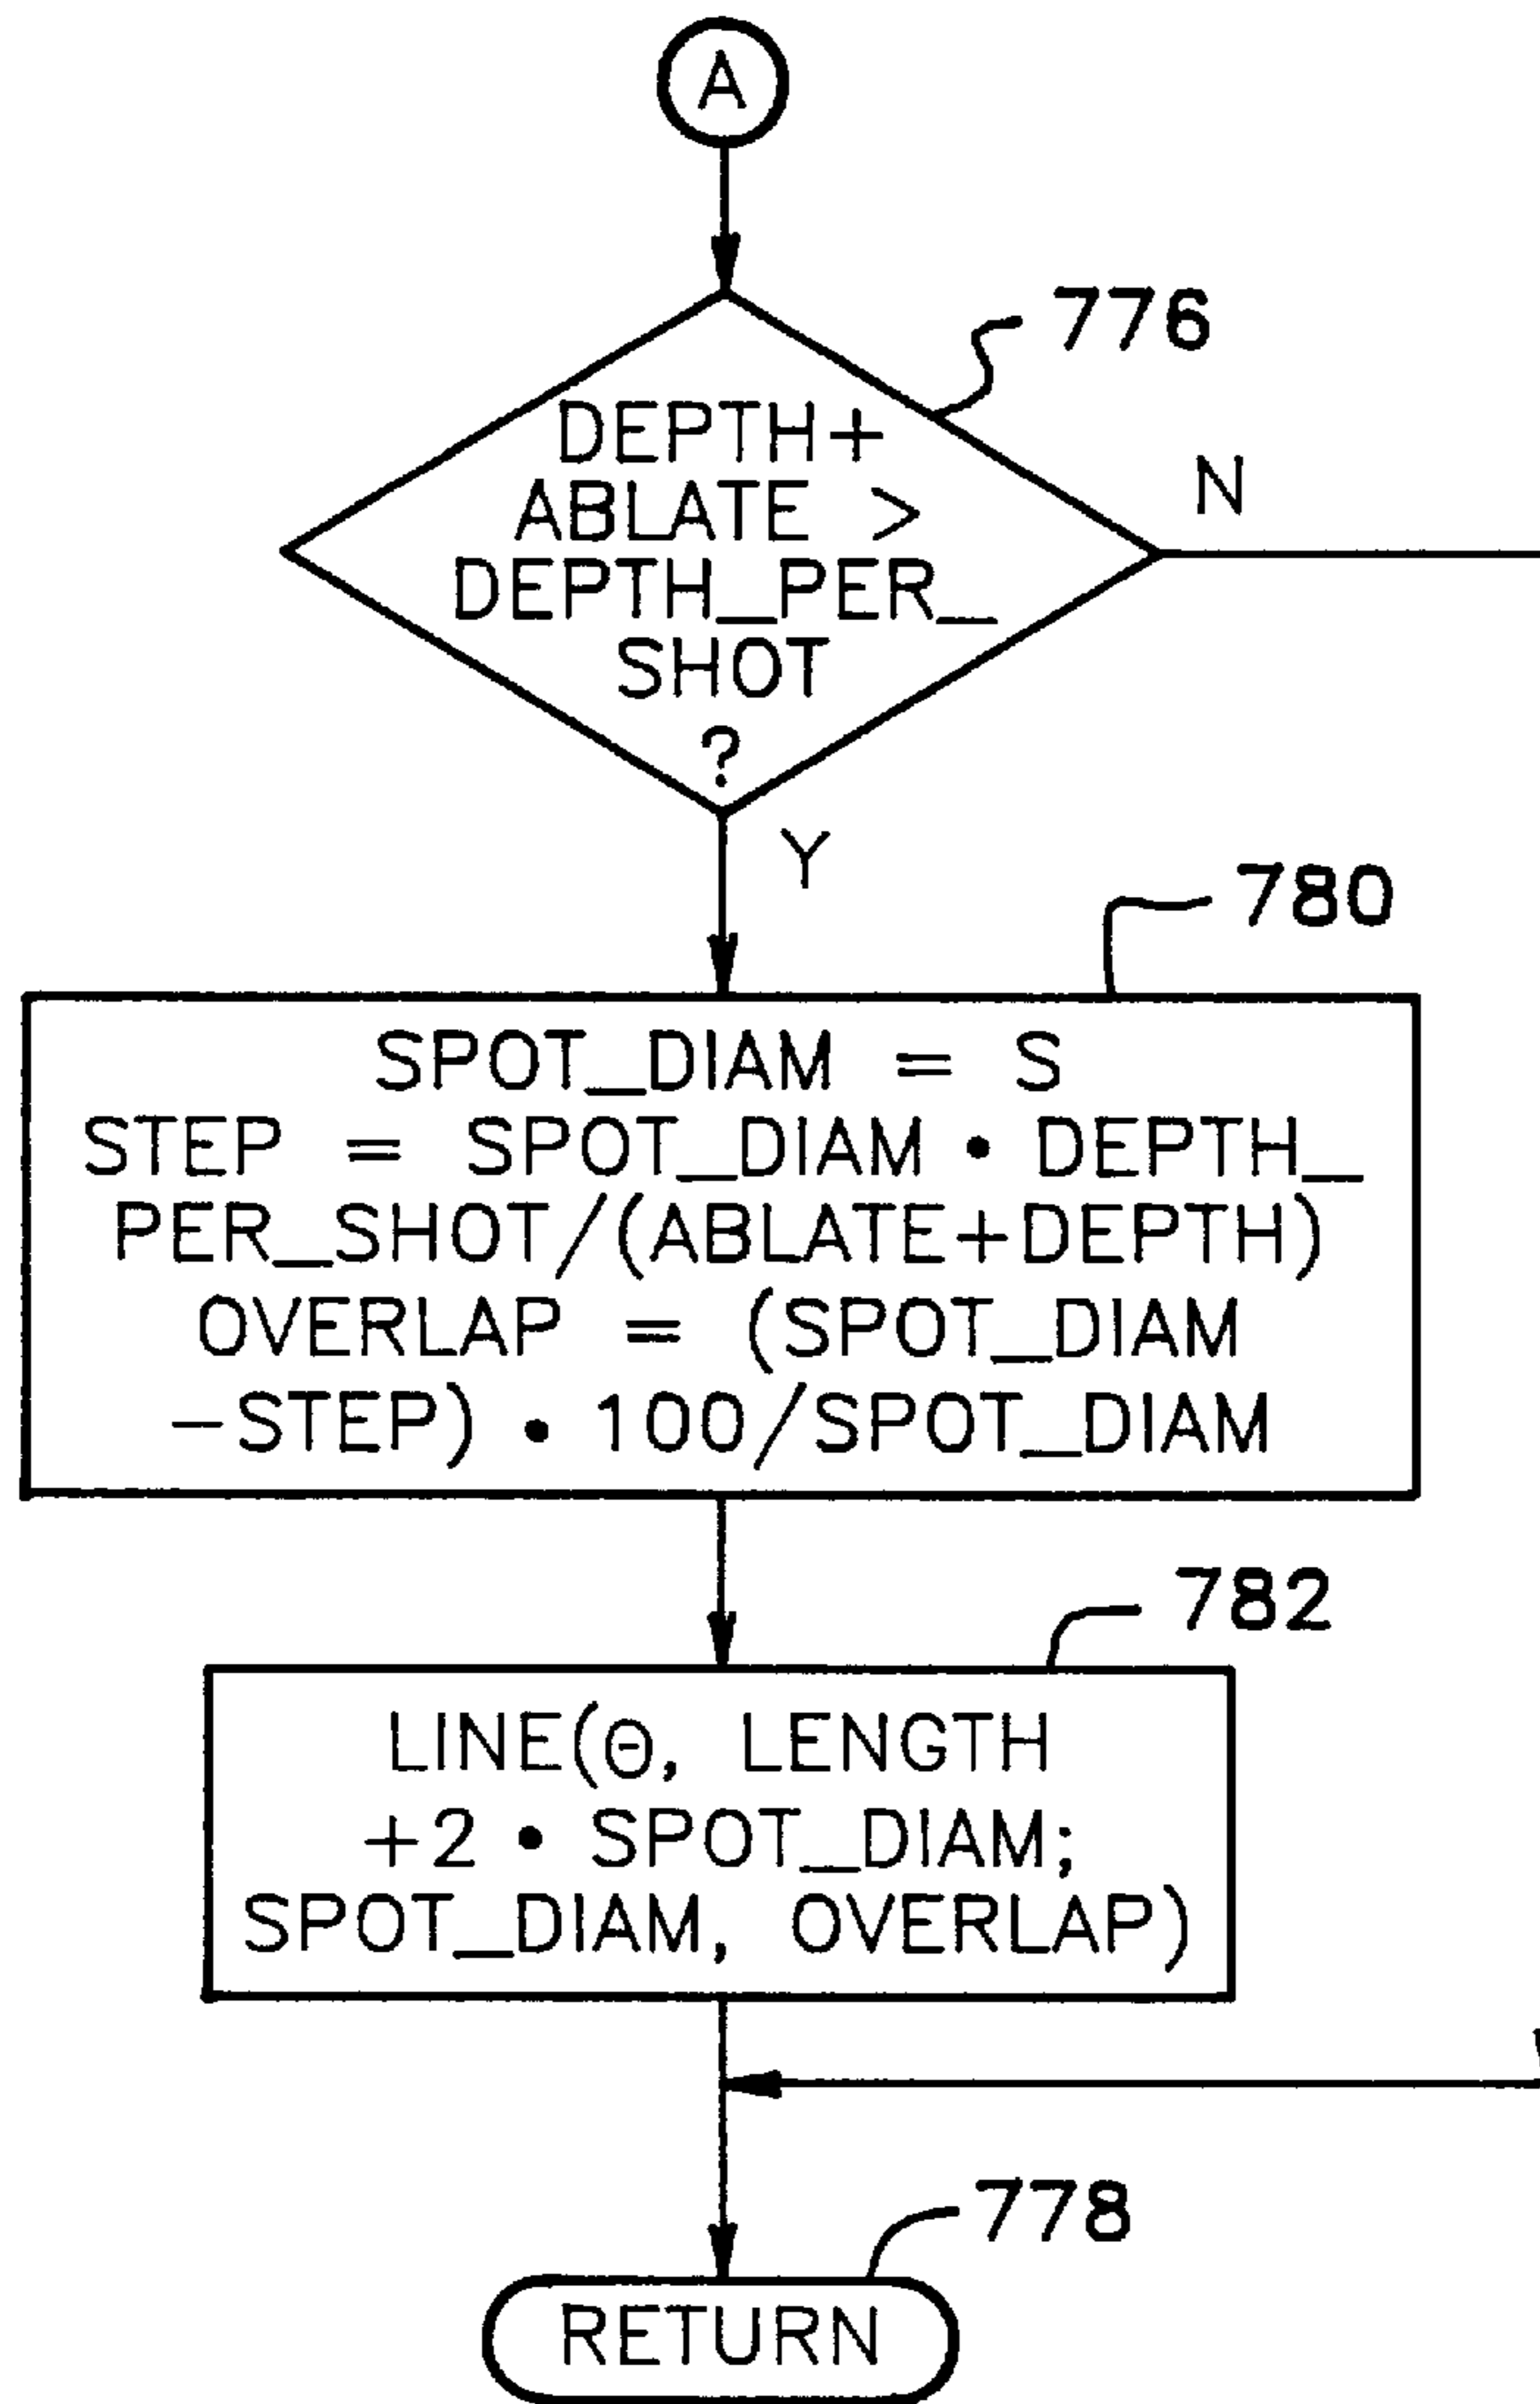 A
776
DEPTH+
ABLATE >
DEPTH_PER_
SHOT
?
N
Y
780
SPOT_DIAM = S
STEP = SPOT_DIAM • DEPTH_
PER_SHOT/(ABLATE+DEPTH)
OVERLAP = (SPOT_DIAM
-STEP) • 100/SPOT_DIAM
782
LINE(Θ, LENGTH
+2 • SPOT_DIAM;
SPOT_DIAM, OVERLAP)
778
RETURN